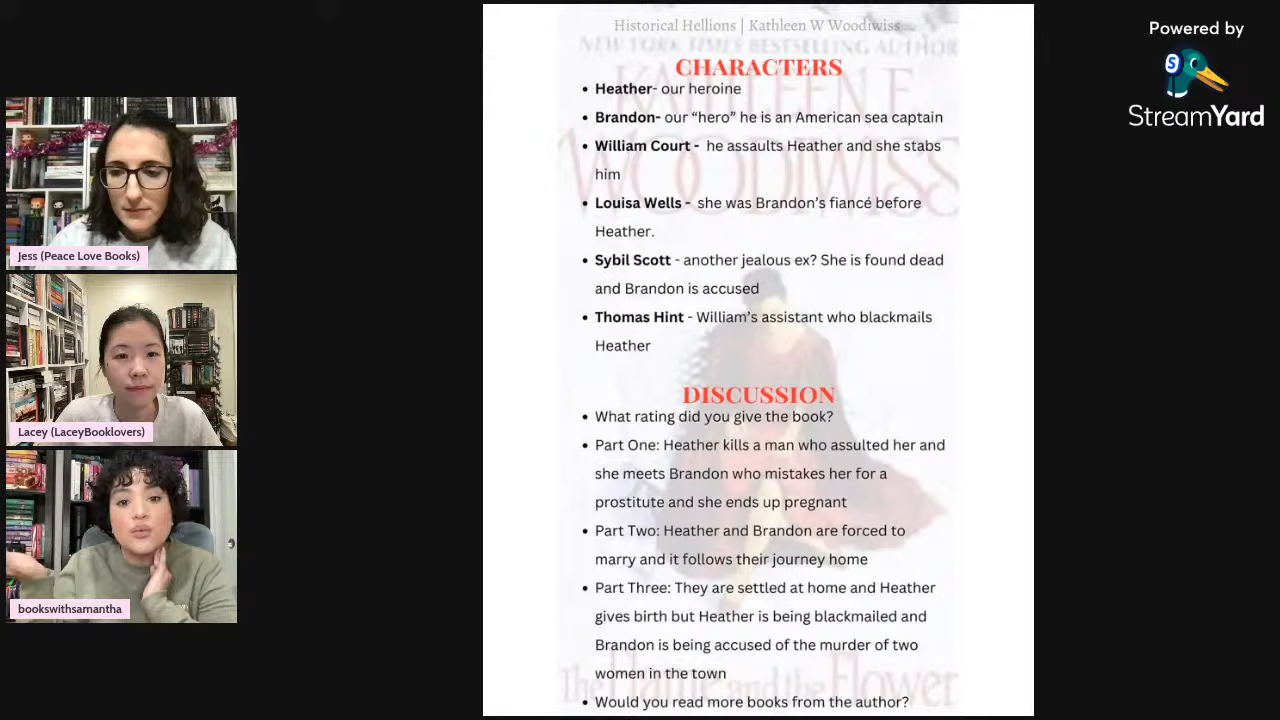 Historical Hellions | Kathleen W Woodiwiss
NEW YORK TIMES BESTSELLING AUTHOR
KATHLEEN E.
WOODIWISS
CHARACTERS
• Heather- our heroine
• Brandon- our “hero” he is an American sea captain
• William Court - he assaults Heather and she stabs
him
• Louisa Wells - she was Brandon’s fiancé before
Heather.
• Sybil Scott - another jealous ex? She is found dead
and Brandon is accused
• Thomas Hint - William’s assistant who blackmails
Heather
DISCUSSION
• What rating did you give the book?
• Part One: Heather kills a man who assulted her and
she meets Brandon who mistakes her for a
prostitute and she ends up pregnant
• Part Two: Heather and Brandon are forced to
marry and it follows their journey home
• Part Three: They are settled at home and Heather
gives birth but Heather is being blackmailed and
Brandon is being accused of the murder of two
women in the town
• Would you read more books from the author?
The Flame and the Flower
Jess (Peace Love Books)
Lacey (LaceyBooklovers)
bookswithsamantha
Powered by
S
StreamYard